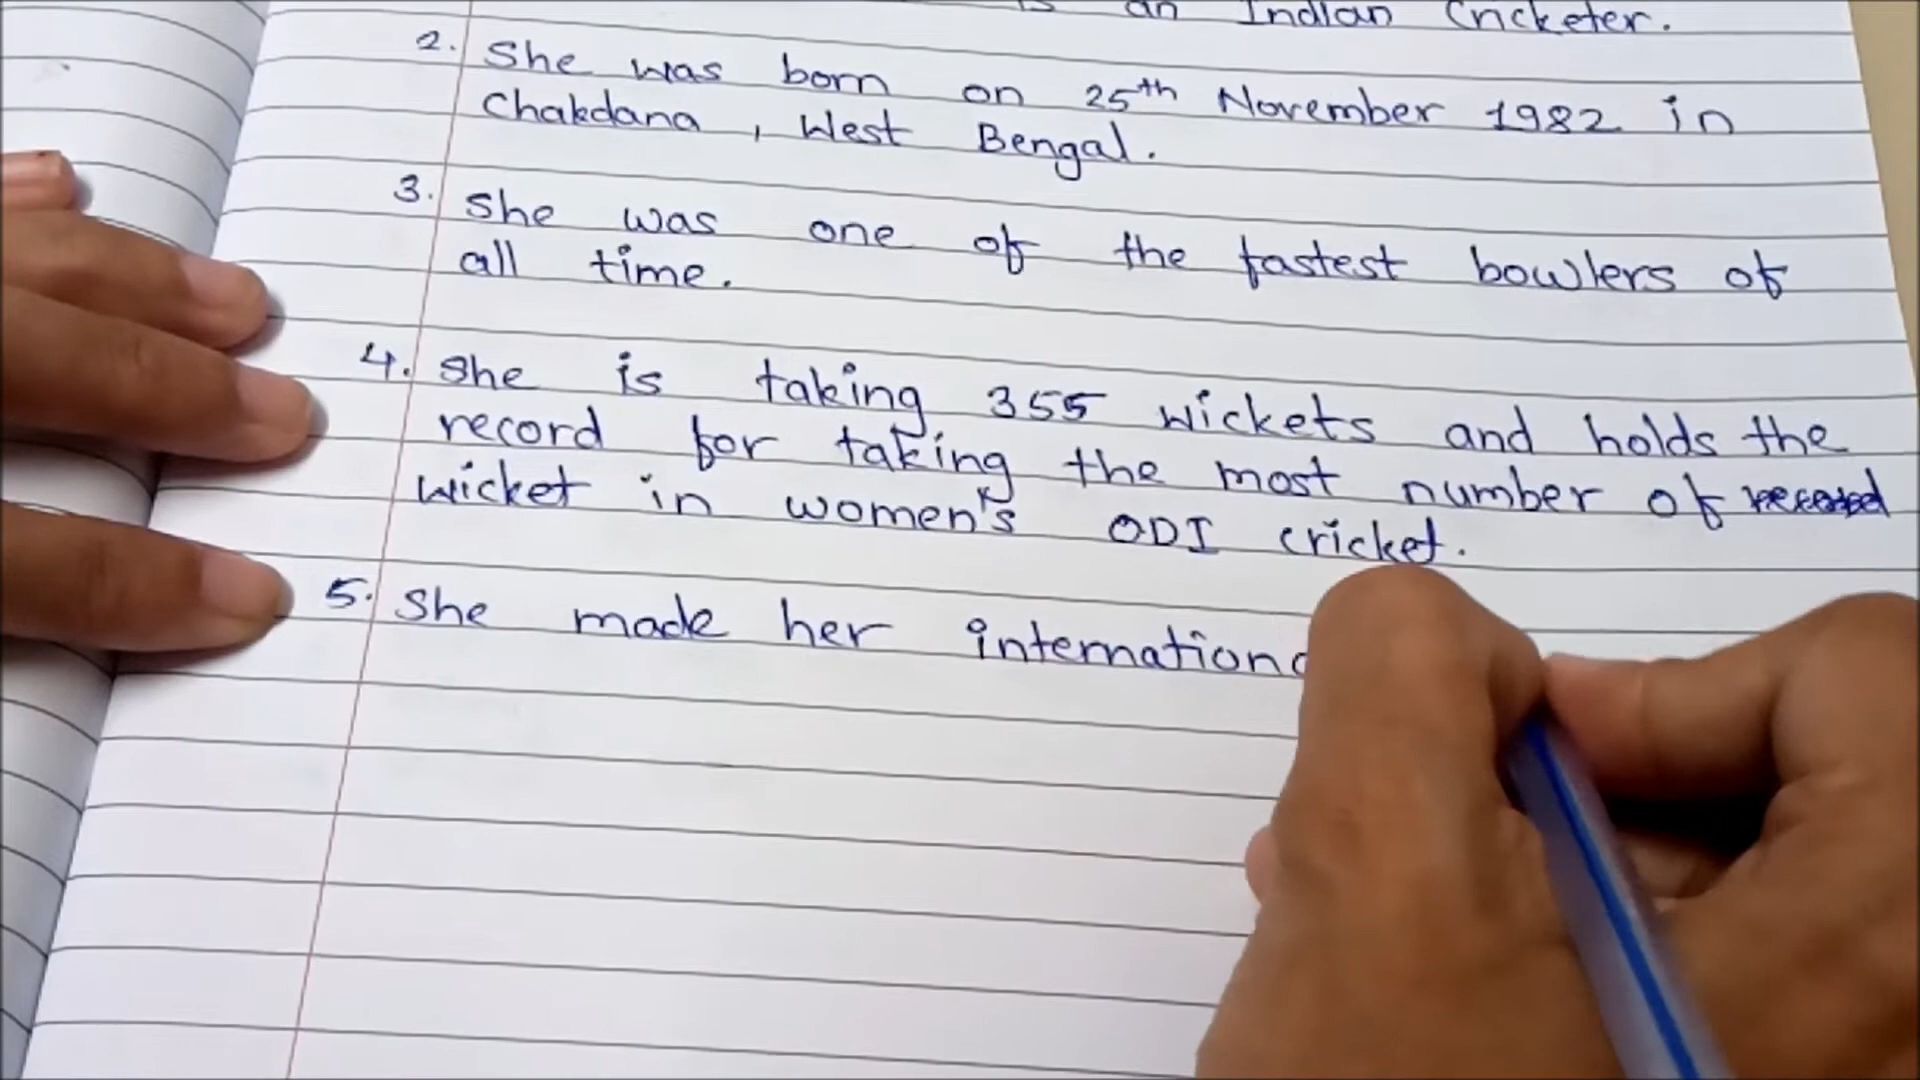 is an Indian Cricketer.
2. She was born on 25th November 1982 in
Chakdana, West Bengal.
3. She was one of the fastest bowlers of
all time.
4. She is taking 355 wickets and holds the
record for taking the most number of
wicket in women's ODI cricket.
5. She made her internationa